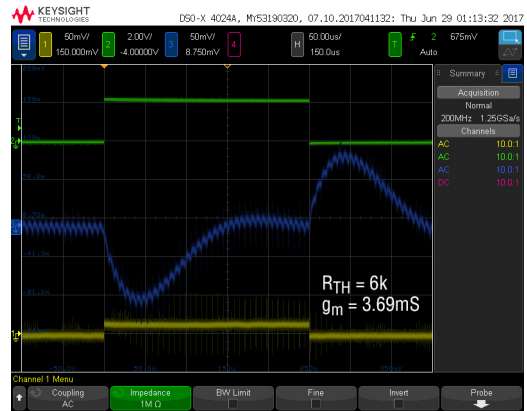 KEYSIGHT
TECHNOLOGIES
DSO-X 4024A, MY53190320, 07.10.2017041132: Thu Jun 29 01:13:32 2017
1 50mV/ 150.000mV
2 2.00V/ -4.00000V
3 50mV/ 8.750mV
4
H 50.00us/ 150.0us
T 2 675mV
Auto
Summary
Acquisition
Normal
200MHz 1.25GSa/s
Channels
AC 10.0:1
AC 10.0:1
AC 10.0:1
DC 10.0:1
RTH = 6k
gm = 3.69mS
Channel 1 Menu
Coupling
AC
Impedance
1M Ω
BW Limit
Fine
Invert
Probe